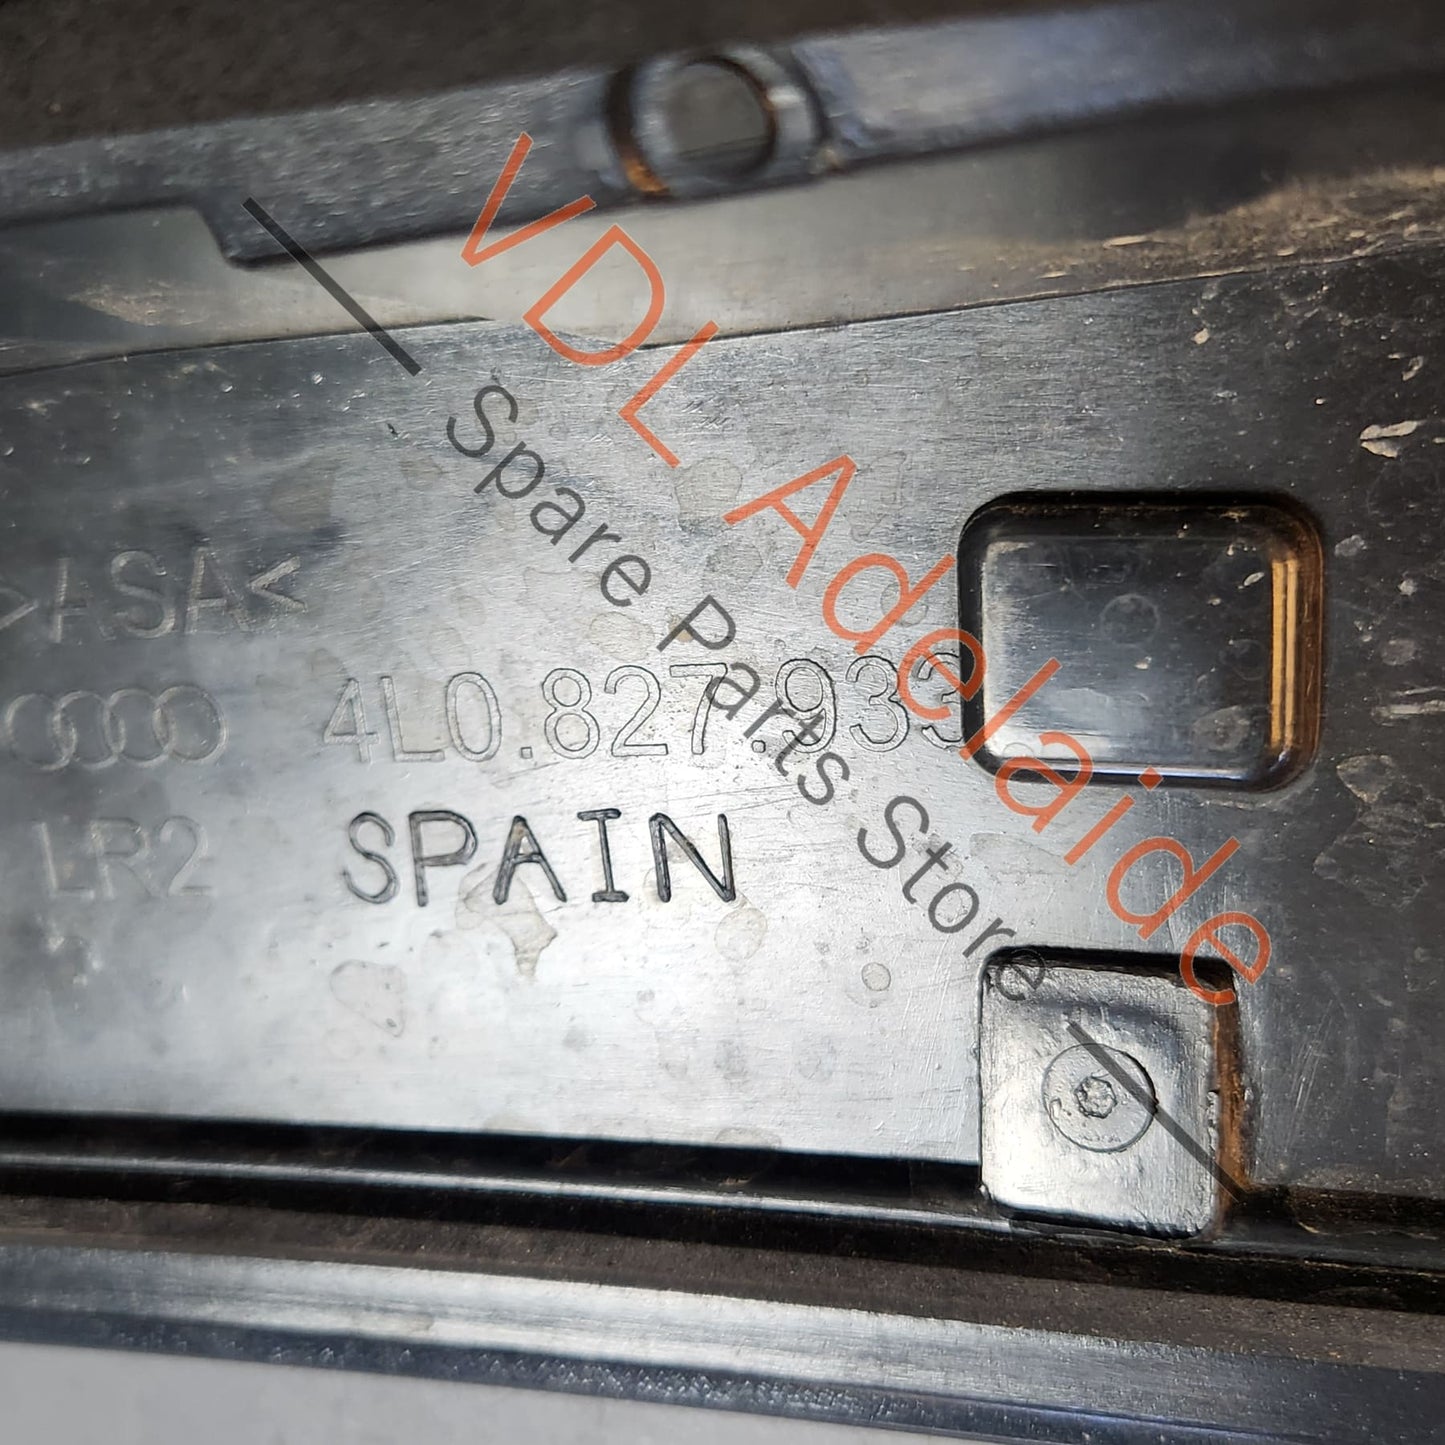 VDL Adelaide
Spare Parts Store
>ASA<
4L0.827.933
LR2 SPAIN